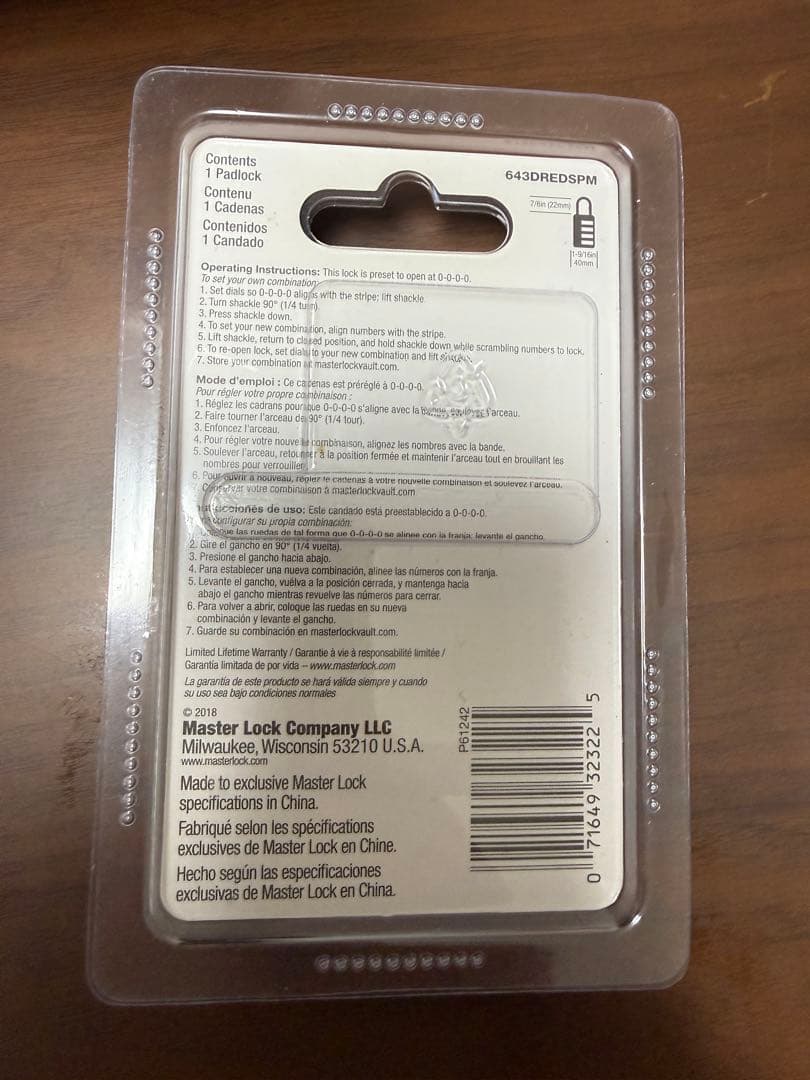 Contents
1 Padlock
Contenu
1 Cadenas
Contenidos
1 Candado
643DREDSPM
7/8in (22mm)
1-9/16in
40mm
Operating Instructions: This lock is preset to open at 0-0-0-0.
To set your own combination:
1. Set dials so 0-0-0-0 aligns with the stripe; lift shackle.
2. Turn shackle 90° (1/4 turn).
3. Press shackle down.
4. To set your new combination, align numbers with the stripe.
5. Lift shackle, return to closed position, and hold shackle down while scrambling numbers to lock.
6. To re-open lock, set dials to your new combination and lift shackle.
7. Store your combination at masterlockvault.com.
Mode d'emploi : Ce cadenas est préréglé à 0-0-0-0.
Pour régler votre propre combinaison :
1. Réglez les cadrans pour que 0-0-0-0 s'aligne avec la bande, soulevez l'arceau.
2. Faire tourner l'arceau de 90° (1/4 tour).
3. Enfoncez l'arceau.
4. Pour régler votre nouvelle combinaison, alignez les nombres avec la bande.
5. Soulever l'arceau, retourner à la position fermée et maintenir l'arceau tout en brouillant les
nombres pour verrouiller.
6. Pour ouvrir à nouveau, réglez le cadenas à votre nouvelle combinaison et soulevez l'arceau.
7. Conserver votre combinaison à masterlockvault.com
Instrucciones de uso: Este candado está preestablecido a 0-0-0-0.
Para configurar su propia combinación:
1. Coloque las ruedas de tal forma que 0-0-0-0 se alinee con la franja; levante el gancho.
2. Gire el gancho en 90° (1/4 vuelta).
3. Presione el gancho hacia abajo.
4. Para establecer una nueva combinación, alinee las números con la franja.
5. Levante el gancho, vuélva a la posición cerrada, y mantenga hacia
abajo el gancho mientras revuelve las números para cerrar.
6. Para volver a abrir, coloque las ruedas en su nueva
combinación y levante el gancho.
7. Guarde su combinación en masterlockvault.com.
Limited Lifetime Warranty / Garantie à vie à responsabilité limitée /
Garantía limitada de por vida – www.masterlock.com
La garantía de este producto se hará válida siempre y cuando
su uso sea bajo condiciones normales
© 2018
Master Lock Company LLC
Milwaukee, Wisconsin 53210 U.S.A.
www.masterlock.com
Made to exclusive Master Lock
specifications in China.
Fabriqué selon les spécifications
exclusives de Master Lock en Chine.
Hecho según las especificaciones
exclusivas de Master Lock en China.
P61242
0 71649 32322 5